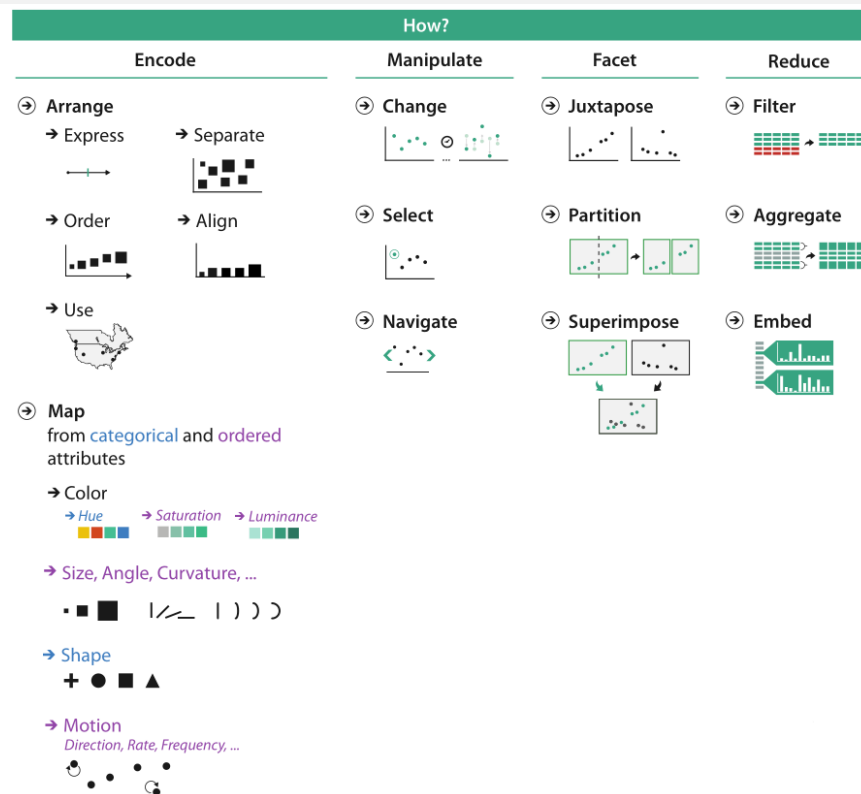 How?
Encode
Manipulate
Facet
Reduce
Arrange
Express
Separate
Order
Align
Use
Map
from categorical and ordered
attributes
Color
Hue
Saturation
Luminance
Size, Angle, Curvature, ...
Shape
Motion
Direction, Rate, Frequency, ...
Change
...
Select
Navigate
Juxtapose
Partition
Superimpose
Filter
Aggregate
Embed